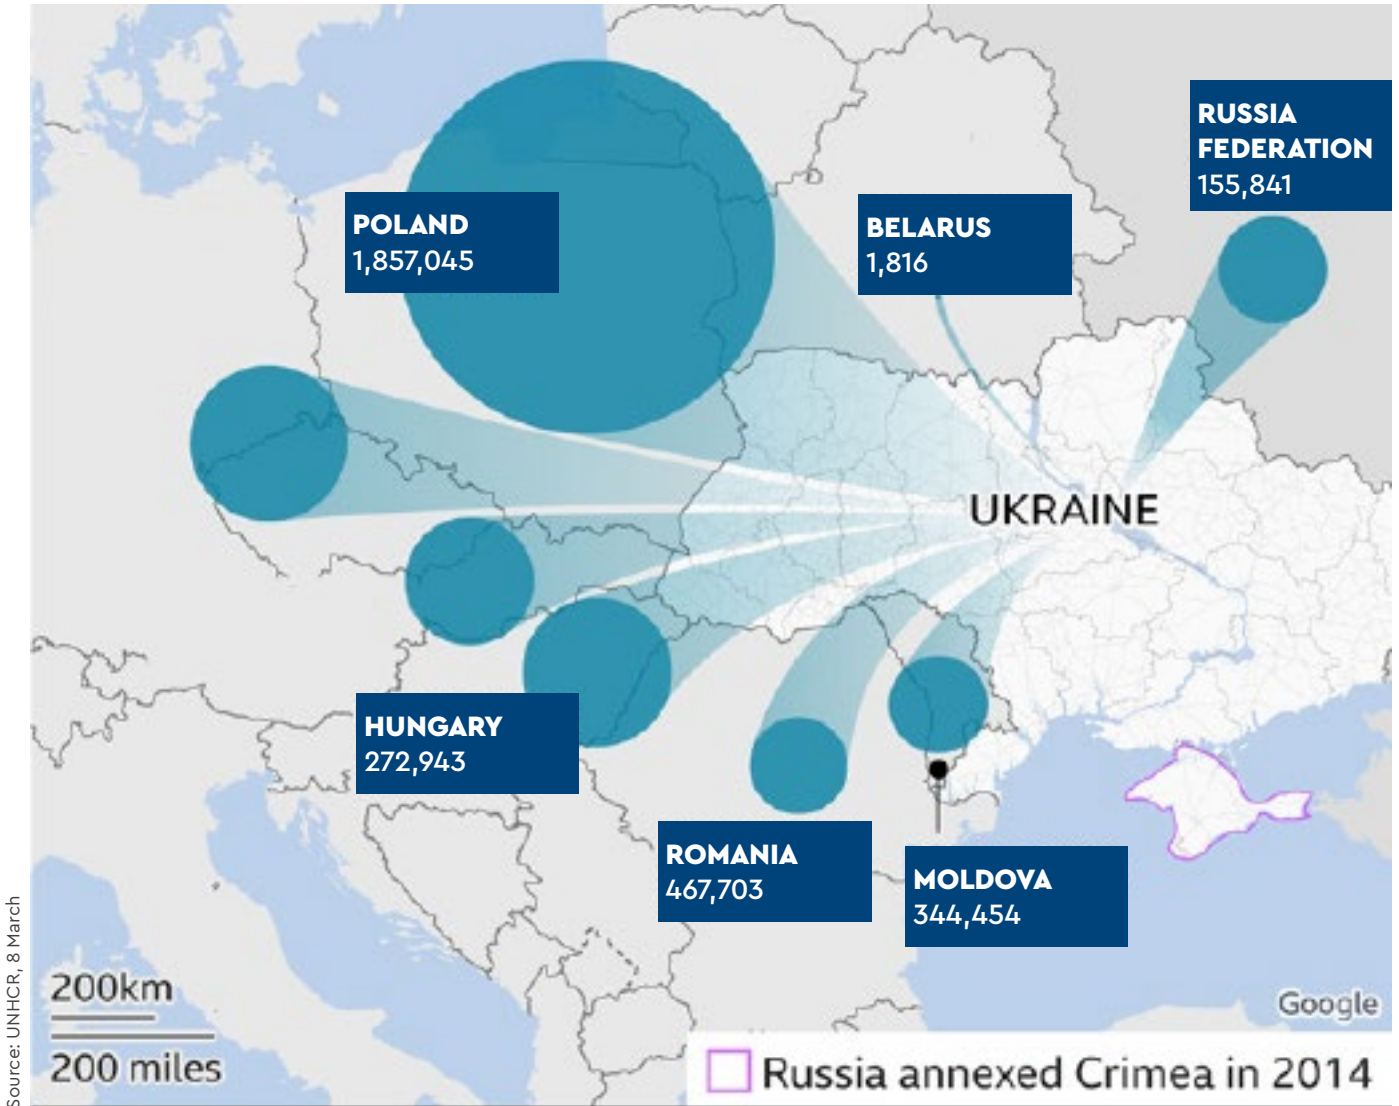 RUSSIA
FEDERATION
155,841
POLAND
1,857,045
BELARUS
1,816
UKRAINE
HUNGARY
272,943
ROMANIA
467,703
MOLDOVA
344,454
Source: UNHCR, 8 March
200km
200 miles
Google
Russia annexed Crimea in 2014